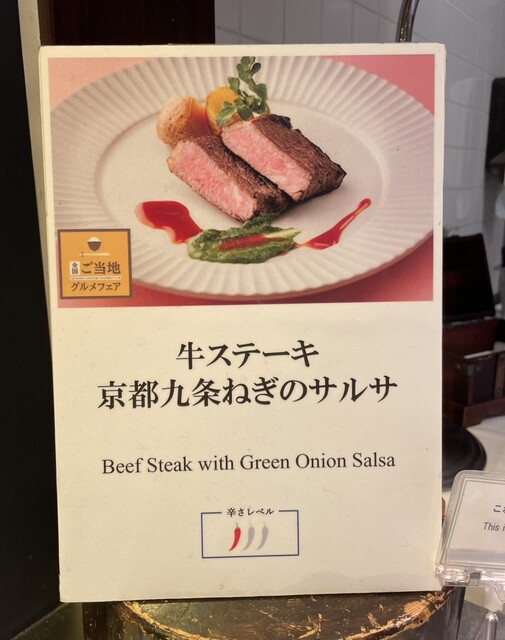 全国ご当地
グルメフェア
牛ステーキ
京都九条ねぎのサルサ
Beef Steak with Green Onion Salsa
辛さレベル
This i